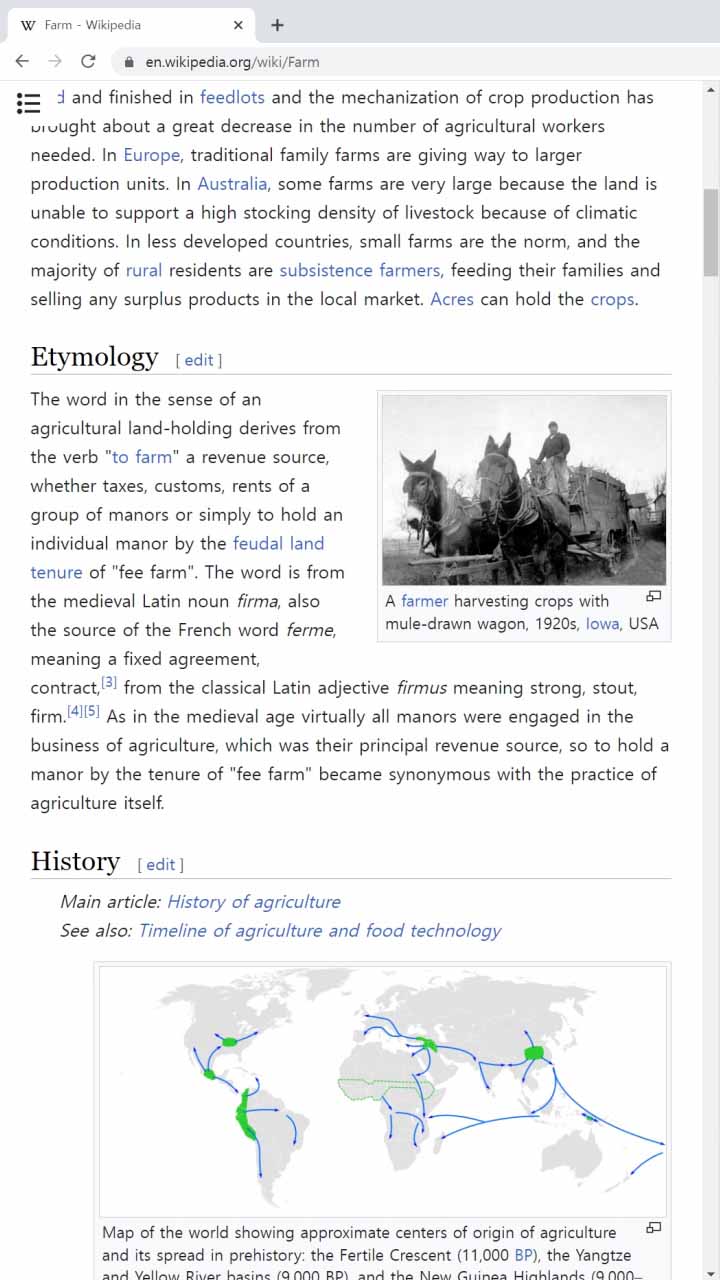 Farm - Wikipedia
en.wikipedia.org/wiki/Farm
and finished in feedlots and the mechanization of crop production has
brought about a great decrease in the number of agricultural workers
needed. In Europe, traditional family farms are giving way to larger
production units. In Australia, some farms are very large because the land is
unable to support a high stocking density of livestock because of climatic
conditions. In less developed countries, small farms are the norm, and the
majority of rural residents are subsistence farmers, feeding their families and
selling any surplus products in the local market. Acres can hold the crops.
Etymology [ edit ]
The word in the sense of an
agricultural land-holding derives from
the verb "to farm" a revenue source,
whether taxes, customs, rents of a
group of manors or simply to hold an
individual manor by the feudal land
tenure of "fee farm". The word is from
the medieval Latin noun firma, also
the source of the French word ferme,
meaning a fixed agreement,
contract,[3] from the classical Latin adjective firmus meaning strong, stout,
firm.[4][5] As in the medieval age virtually all manors were engaged in the
business of agriculture, which was their principal revenue source, so to hold a
manor by the tenure of "fee farm" became synonymous with the practice of
agriculture itself.
A farmer harvesting crops with
mule-drawn wagon, 1920s, Iowa, USA
History [ edit ]
Main article: History of agriculture
See also: Timeline of agriculture and food technology
Map of the world showing approximate centers of origin of agriculture
and its spread in prehistory: the Fertile Crescent (11,000 BP), the Yangtze
and Yellow River basins (9,000 BP), and the New Guinea Highlands (9,000–